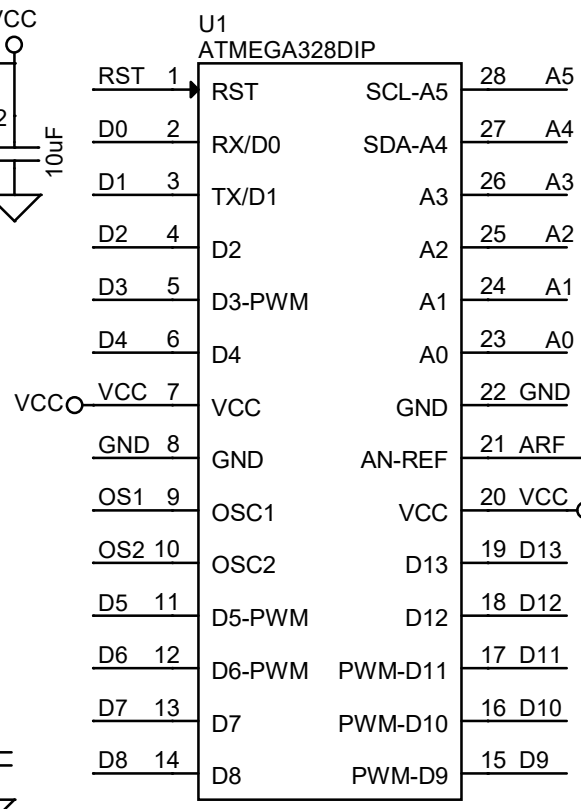 VCC
U1
ATMEGA328DIP
2
10uF
RST 1 RST SCL-A5 28 A5
D0 2 RX/D0 SDA-A4 27 A4
D1 3 TX/D1 A3 26 A3
D2 4 D2 A2 25 A2
D3 5 D3-PWM A1 24 A1
D4 6 D4 A0 23 A0
VCC VCC 7 VCC GND 22 GND
GND 8 GND AN-REF 21 ARF
OS1 9 OSC1 VCC 20 VCC
OS2 10 OSC2 D13 19 D13
D5 11 D5-PWM D12 18 D12
D6 12 D6-PWM PWM-D11 17 D11
D7 13 D7 PWM-D10 16 D10
D8 14 D8 PWM-D9 15 D9